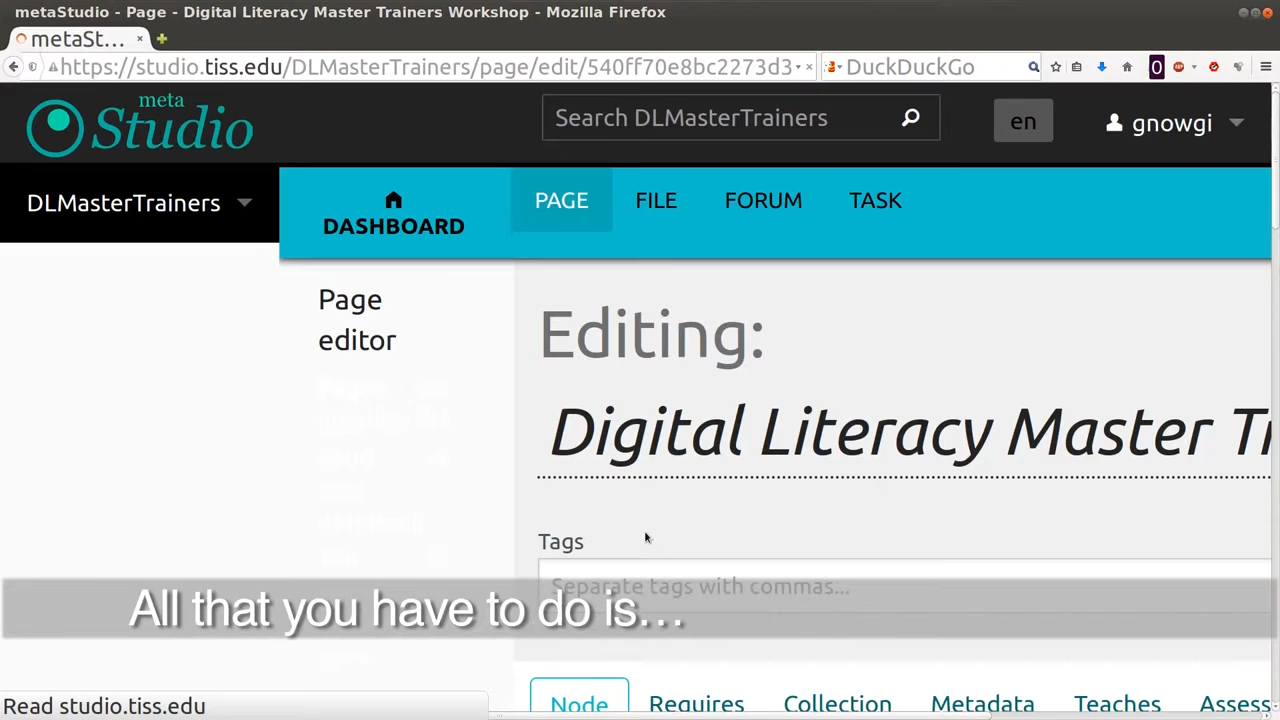 metaStudio - Page - Digital Literacy Master Trainers Workshop - Mozilla Firefox
metaSt...
https://studio.tiss.edu/DLMasterTrainers/page/edit/540ff70e8bc2273d3
DuckDuckGo
meta
Studio
Search DLMasterTrainers
en
gnowgi
DLMasterTrainers
DASHBOARD
PAGE
FILE
FORUM
TASK
Page
editor
Editing:
Digital Literacy Master Tr
Tags
Separate tags with commas...
All that you have to do is...
Node
Requires
Collection
Metadata
Teaches
Assess
Read studio.tiss.edu